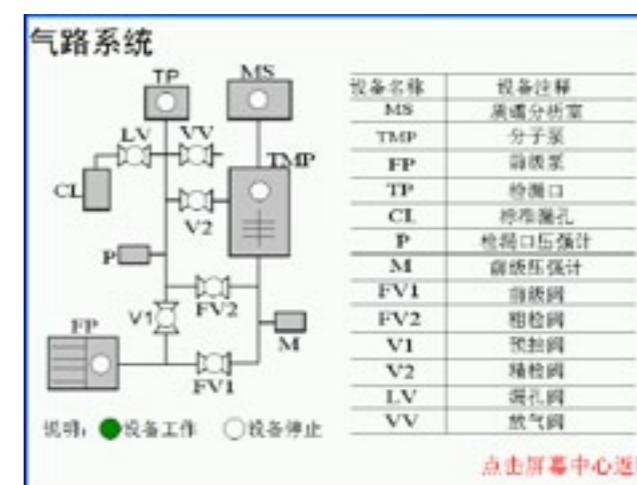 气路系统
TP
MS
LV
VV
TMP
CL
V2
P
FV2
V1
FP
M
FV1
说明: 设备工作 设备停止
设备名称 设备注释
MS 质谱分析室
TMP 分子泵
FP 前级泵
TP 检漏口
CL 标准漏孔
P 检漏口压强计
M 前级压强计
FV1 前级阀
FV2 粗检阀
V1 预抽阀
V2 精检阀
LV 漏孔阀
VV 放气阀
点击屏幕中心返